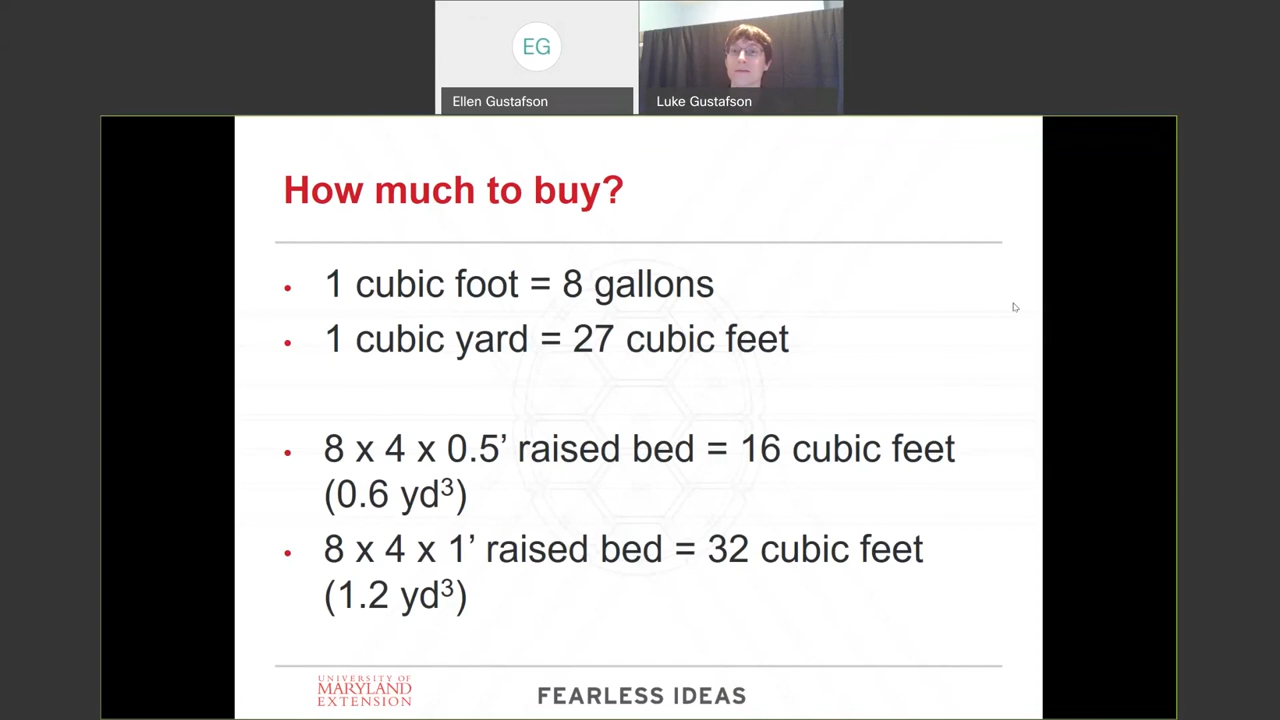 EG
Ellen Gustafson
Luke Gustafson
How much to buy?
• 1 cubic foot = 8 gallons
• 1 cubic yard = 27 cubic feet
• 8 x 4 x 0.5’ raised bed = 16 cubic feet
(0.6 yd³)
• 8 x 4 x 1’ raised bed = 32 cubic feet
(1.2 yd³)
UNIVERSITY OF
MARYLAND
EXTENSION
FEARLESS IDEAS